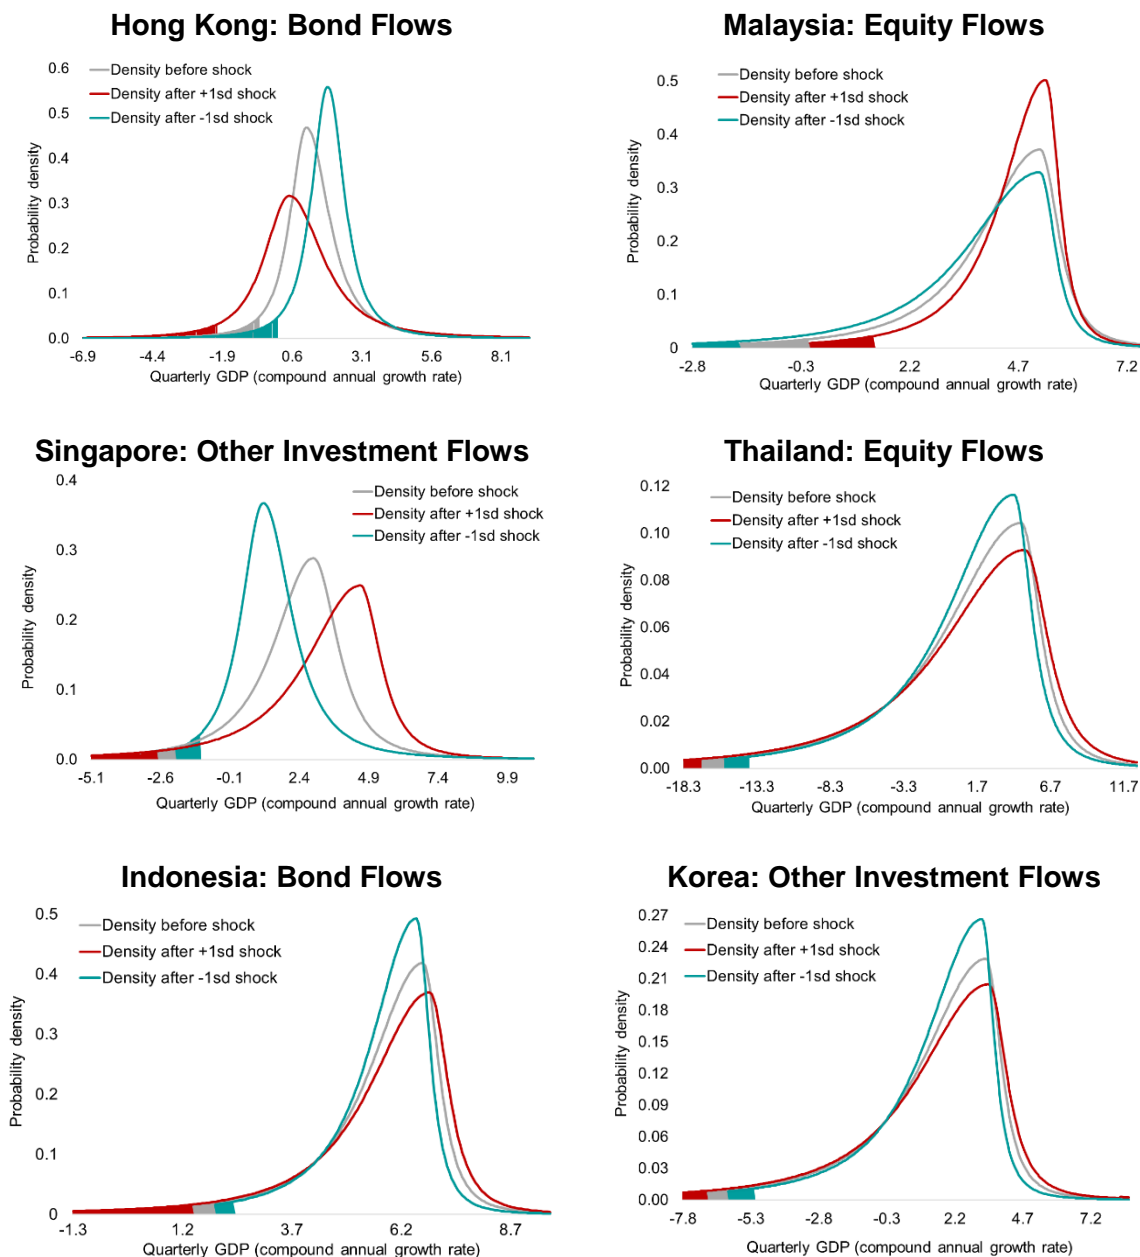 Hong Kong: Bond Flows
Probability density
0.6
0.5
0.4
0.3
0.2
0.1
0.0
Density before shock
Density after +1sd shock
Density after -1sd shock
-6.9 -4.4 -1.9 0.6 3.1 5.6 8.1
Quarterly GDP (compound annual growth rate)
Malaysia: Equity Flows
Probability density
0.5
0.4
0.3
0.2
0.1
0
Density before shock
Density after +1sd shock
Density after -1sd shock
-2.8 -0.3 2.2 4.7 7.2
Quarterly GDP (compound annual growth rate)
Singapore: Other Investment Flows
Probability density
0.4
0.3
0.2
0.1
0.0
Density before shock
Density after +1sd shock
Density after -1sd shock
-5.1 -2.6 -0.1 2.4 4.9 7.4 9.9
Quarterly GDP (compound annual growth rate)
Thailand: Equity Flows
Probability density
0.12
0.10
0.08
0.06
0.04
0.02
0.00
Density before shock
Density after +1sd shock
Density after -1sd shock
-18.3 -13.3 -8.3 -3.3 1.7 6.7 11.7
Quarterly GDP (compound annual growth rate)
Indonesia: Bond Flows
Probability density
0.5
0.4
0.3
0.2
0.1
0
Density before shock
Density after +1sd shock
Density after -1sd shock
-1.3 1.2 3.7 6.2 8.7
Quarterly GDP (compound annual growth rate)
Korea: Other Investment Flows
Probability density
0.27
0.24
0.21
0.18
0.15
0.12
0.09
0.06
0.03
0.00
Density before shock
Density after +1sd shock
Density after -1sd shock
-7.8 -5.3 -2.8 -0.3 2.2 4.7 7.2
Quarterly GDP (compound annual growth rate)